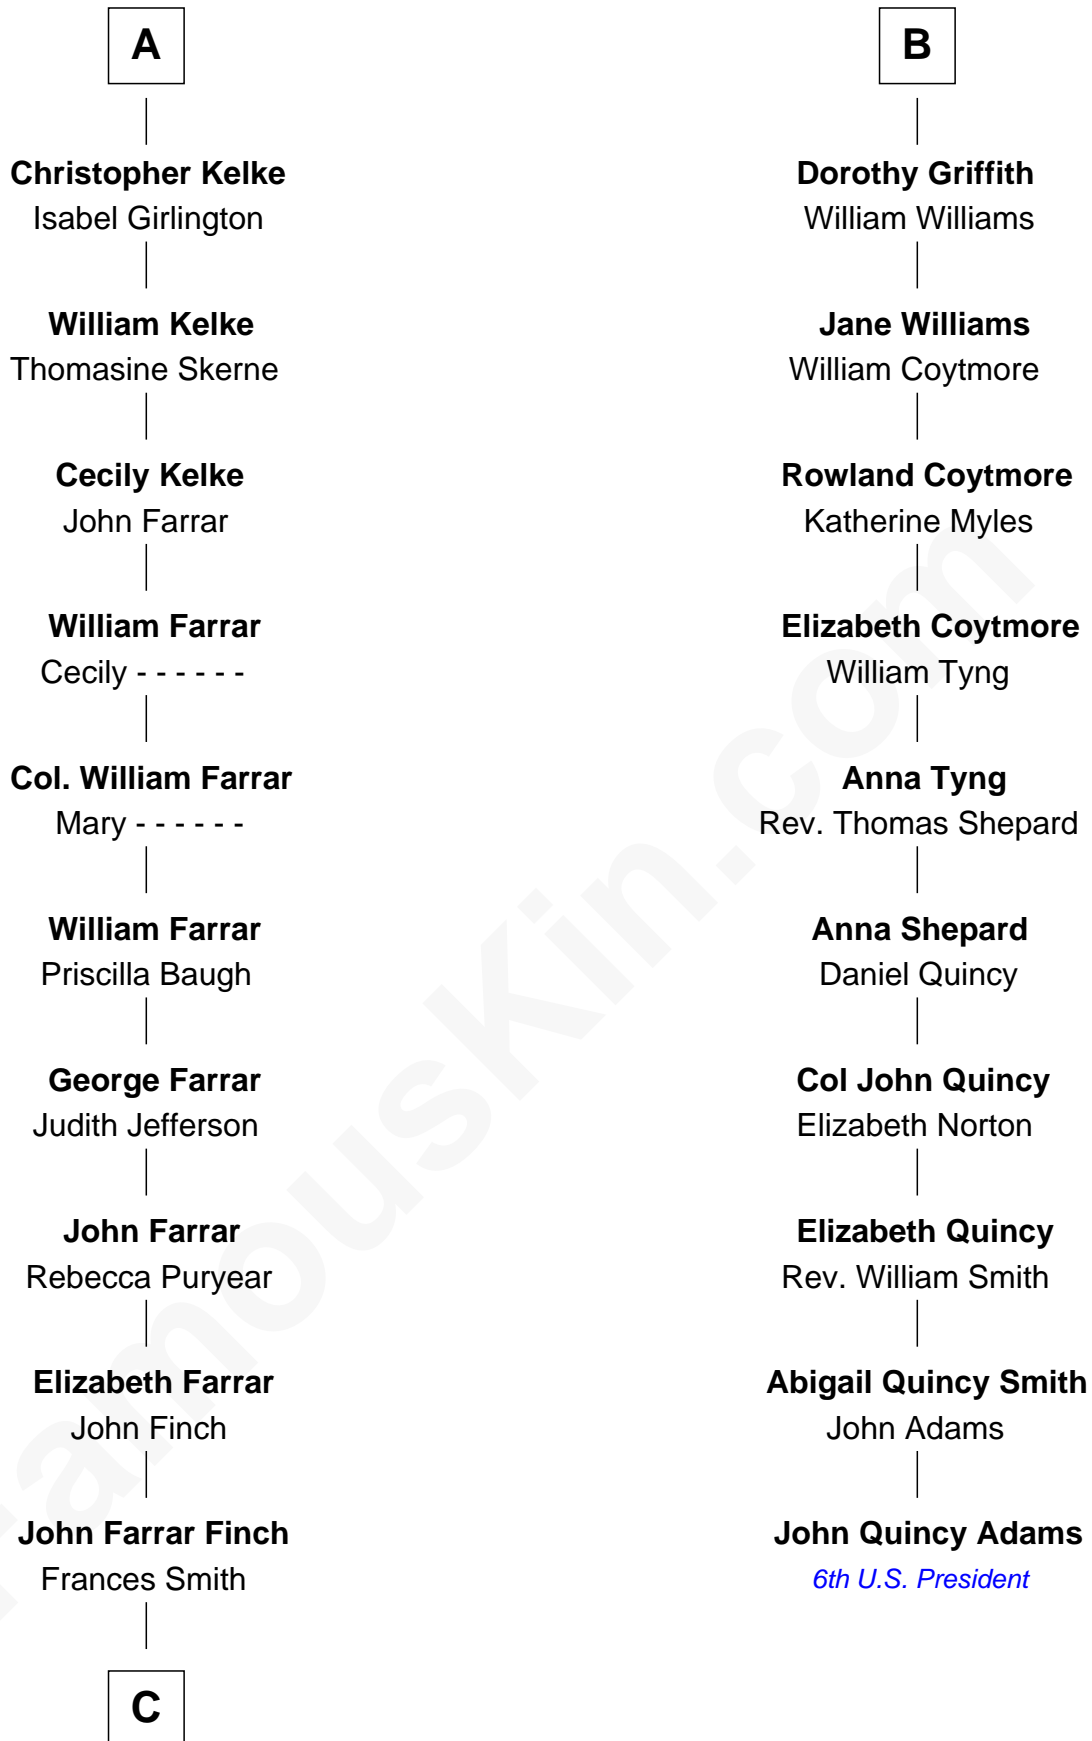 A
Christopher Kelke
Isabel Girlington
William Kelke
Thomasine Skerne
Cecily Kelke
John Farrar
William Farrar
Cecily - - - - - -
Col. William Farrar
Mary - - - - - -
William Farrar
Priscilla Baugh
George Farrar
Judith Jefferson
John Farrar
Rebecca Puryear
Elizabeth Farrar
John Finch
John Farrar Finch
Frances Smith
C
B
Dorothy Griffith
William Williams
Jane Williams
William Coytmore
Rowland Coytmore
Katherine Myles
Elizabeth Coytmore
William Tyng
Anna Tyng
Rev. Thomas Shepard
Anna Shepard
Daniel Quincy
Col John Quincy
Elizabeth Norton
Elizabeth Quincy
Rev. William Smith
Abigail Quincy Smith
John Adams
John Quincy Adams
6th U.S. President
FamousKin.com